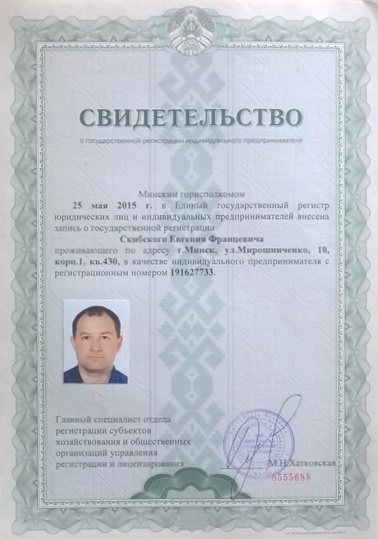 СВИДЕТЕЛЬСТВО
о государственной регистрации индивидуального предпринимателя
Минским горисполкомом
25 мая 2015 г. в Единый государственный регистр
юридических лиц и индивидуальных предпринимателей внесена
запись о государственной регистрации
Скибского Евгения Францевича
проживающего по адресу г.Минск, ул.Мирошниченко, 10,
корп.1, кв.430, в качестве индивидуального предпринимателя с
регистрационным номером 191627733.
Главный специалист отдела
регистрации субъектов
хозяйствования и общественных
организаций управления
регистрации и лицензирования
М.Н.Хатковская
0555688